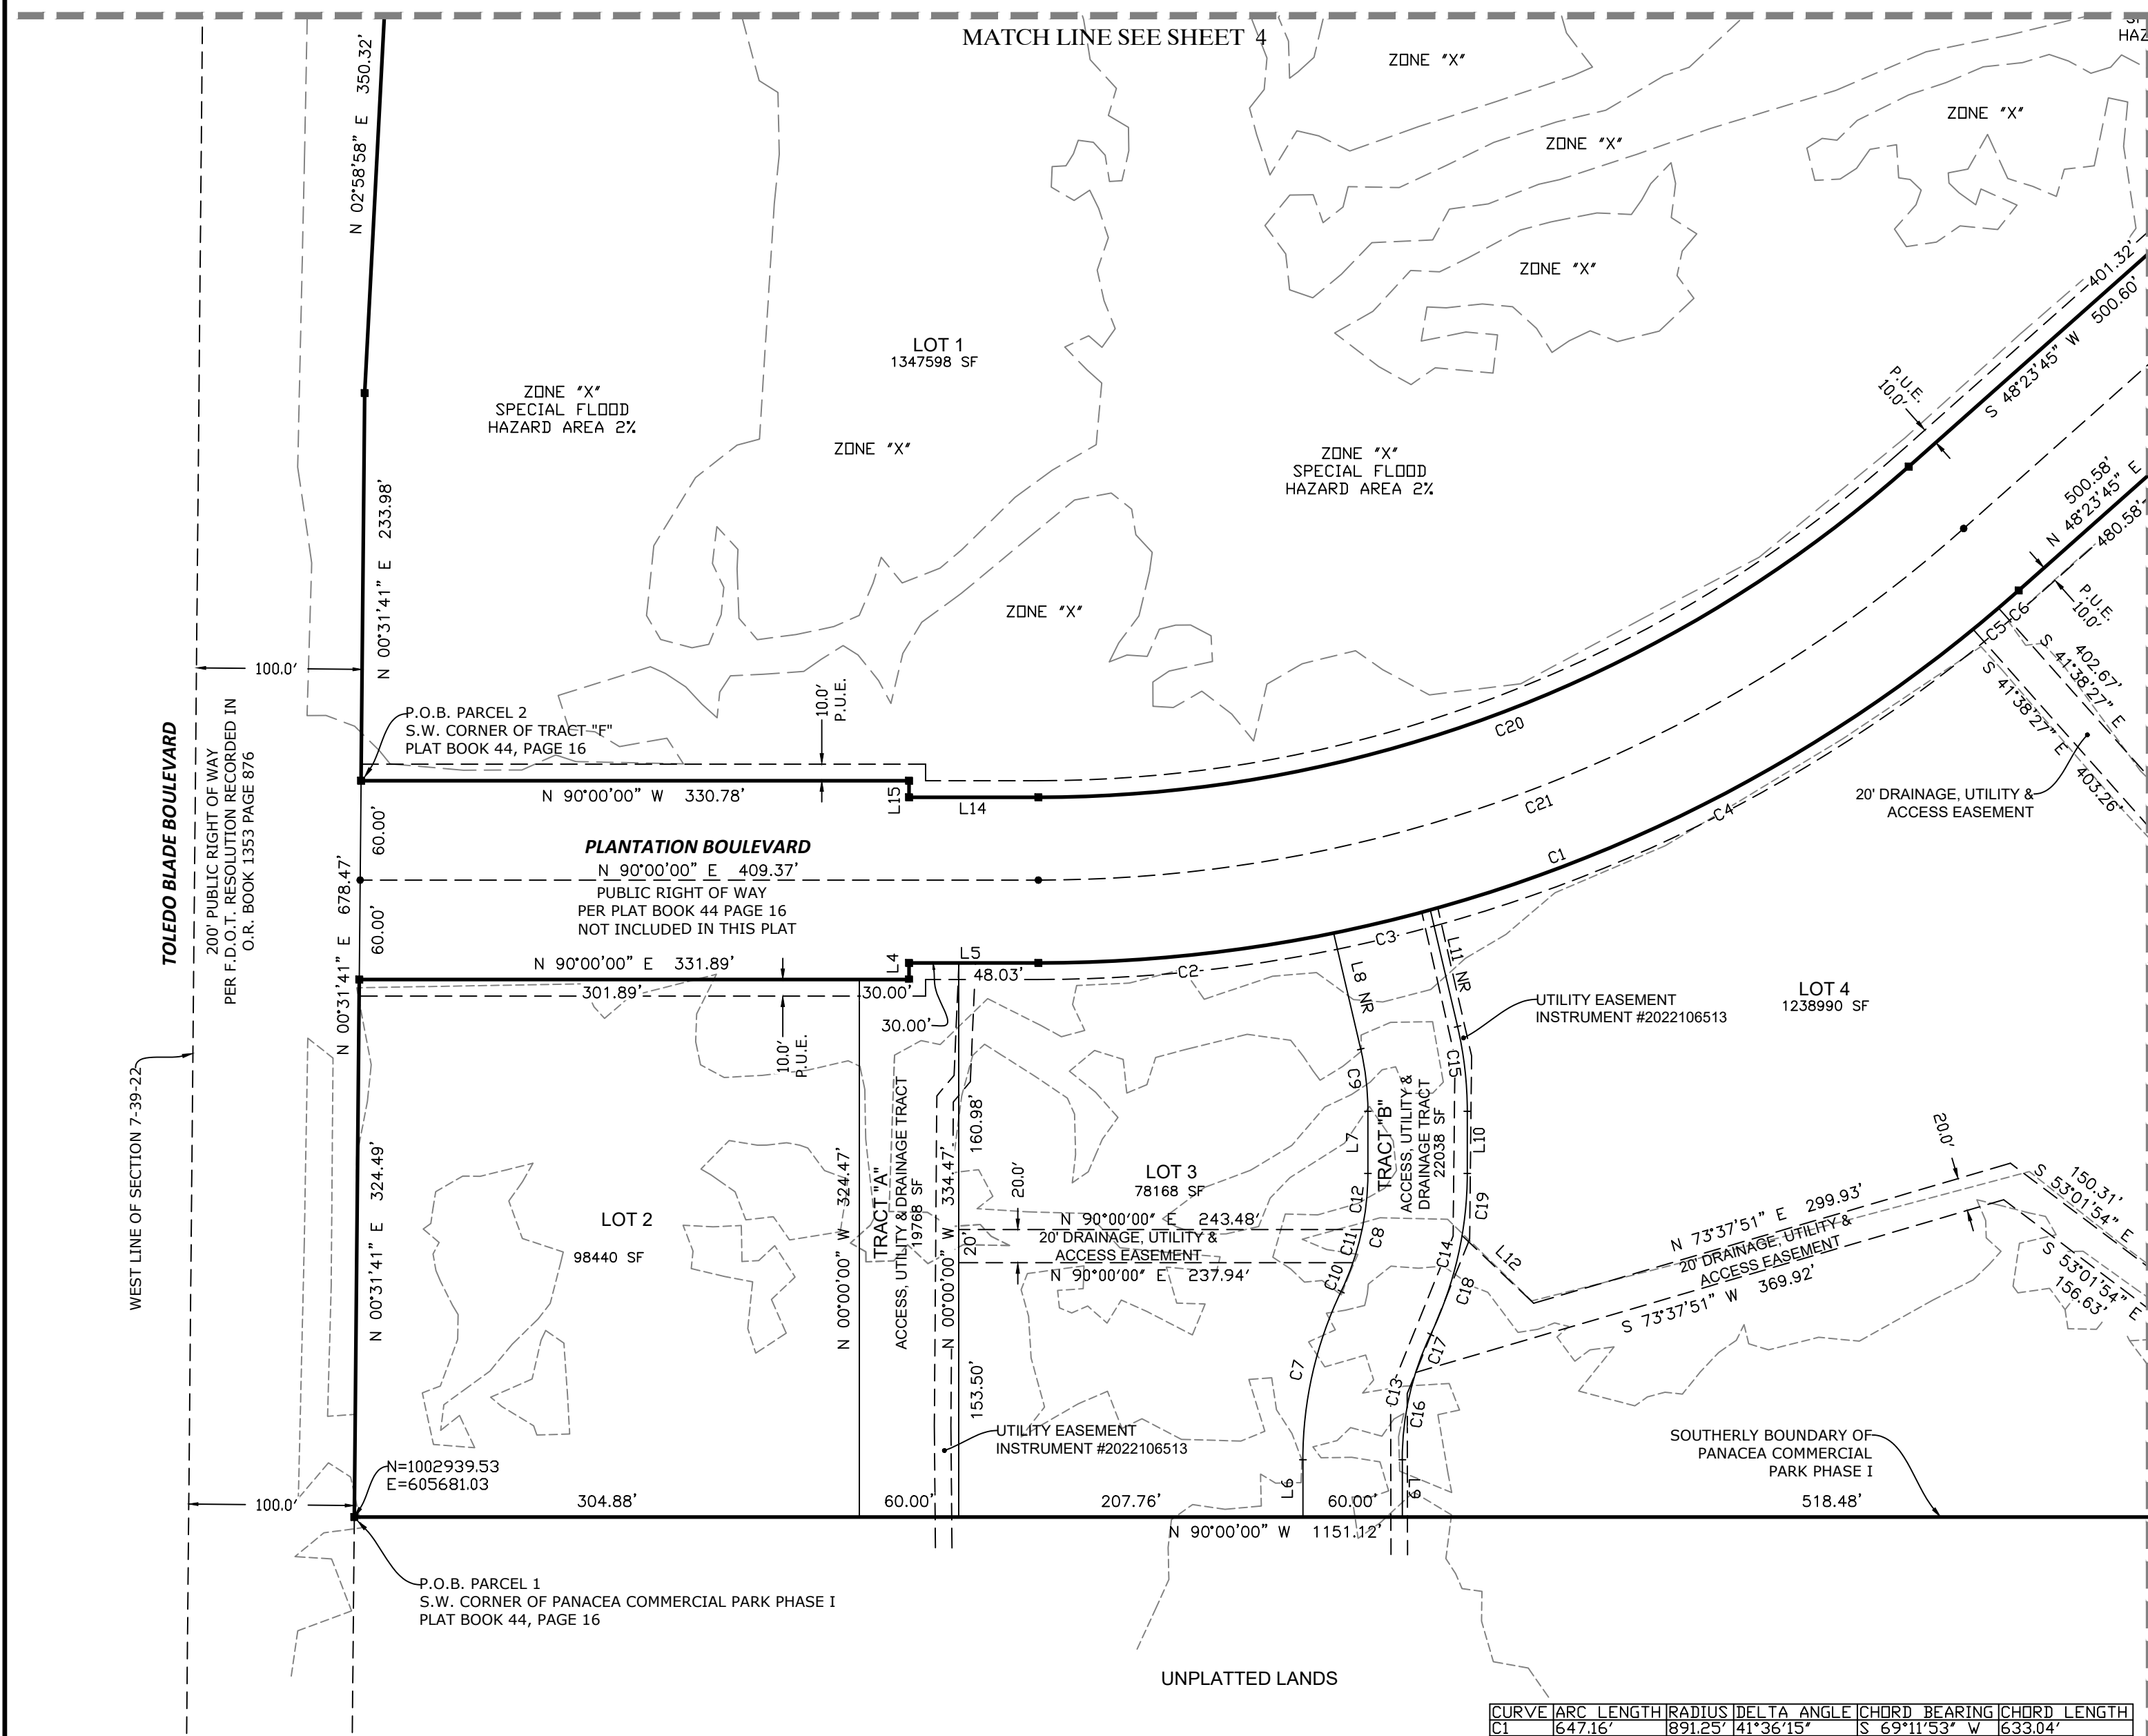 MATCH LINE SEE SHEET 4
HAZ
ZONE "X"
ZONE "X"
ZONE "X"
ZONE "X"
N 02°58'58" E 350.32'
LOT 1
1347598 SF
ZONE "X"
SPECIAL FLOOD
HAZARD AREA 2%
ZONE "X"
ZONE "X"
SPECIAL FLOOD
HAZARD AREA 2%
ZONE "X"
401.32'
500.60'
S 48°23'45" W
P.U.E.
10.0'
500.58'
N 48°23'45" E
480.58'
P.U.E.
10.0'
C5
C6
402.67'
S 41°38'27" E
S 41°38'27" E 403.26'
20' DRAINAGE, UTILITY &
ACCESS EASEMENT
N 00°31'41" E 233.98'
100.0'
P.O.B. PARCEL 2
S.W. CORNER OF TRACT "F"
PLAT BOOK 44, PAGE 16
10.0'
P.U.E.
N 90°00'00" W 330.78'
L15
L14
C20
C21
C4
C1
TOLEDO BLADE BOULEVARD
200' PUBLIC RIGHT OF WAY
PER F.D.O.T. RESOLUTION RECORDED IN
O.R. BOOK 1353 PAGE 876
60.00'
60.00'
N 00°31'41" E 678.47'
PLANTATION BOULEVARD
N 90°00'00" E 409.37'
PUBLIC RIGHT OF WAY
PER PLAT BOOK 44 PAGE 16
NOT INCLUDED IN THIS PLAT
N 90°00'00" E 331.89'
301.89'
L4
L5
48.03'
30.00'
30.00'
C2
C3
L8 NR
L11 NR
10.0'
P.U.E.
WEST LINE OF SECTION 7-39-22
UTILITY EASEMENT
INSTRUMENT #2022106513
LOT 4
1238990 SF
N 00°31'41" E 324.49'
LOT 2
98440 SF
N 00°00'00" W 324.47'
TRACT "A"
ACCESS, UTILITY & DRAINAGE TRACT
19768 SF
N 00°00'00" W 334.47'
160.98'
20'
153.50'
20.0'
LOT 3
78168 SF
N 90°00'00" E 243.48'
20' DRAINAGE, UTILITY &
ACCESS EASEMENT
N 90°00'00" E 237.94'
C9
L7
C12
C11
C8
C10
C7
L6
TRACT "B"
ACCESS, UTILITY &
DRAINAGE TRACT
22038 SF
C15
L10
C19
C14
C18
C17
C13
C16
L9
L12
20.0'
N 73°37'51" E 299.93'
20' DRAINAGE, UTILITY &
ACCESS EASEMENT
S 73°37'51" W 369.92'
150.31'
S 53°01'54" E
S 53°01'54" E
156.63'
UTILITY EASEMENT
INSTRUMENT #2022106513
SOUTHERLY BOUNDARY OF
PANACEA COMMERCIAL
PARK PHASE I
N=1002939.53
E=605681.03
100.0'
304.88'
60.00'
207.76'
60.00'
518.48'
N 90°00'00" W 1151.12'
P.O.B. PARCEL 1
S.W. CORNER OF PANACEA COMMERCIAL PARK PHASE I
PLAT BOOK 44, PAGE 16
UNPLATTED LANDS
CURVE ARC LENGTH RADIUS DELTA ANGLE CHORD BEARING CHORD LENGTH
C1 647.16' 891.25' 41°36'15" S 69°11'53" W 633.04'